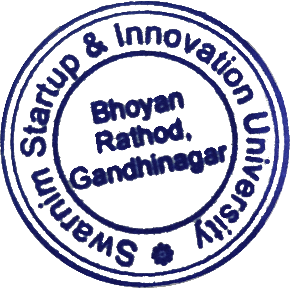 Swarnim Startup & Innovation University
Bhoyan
Rathod,
Gandhinagar